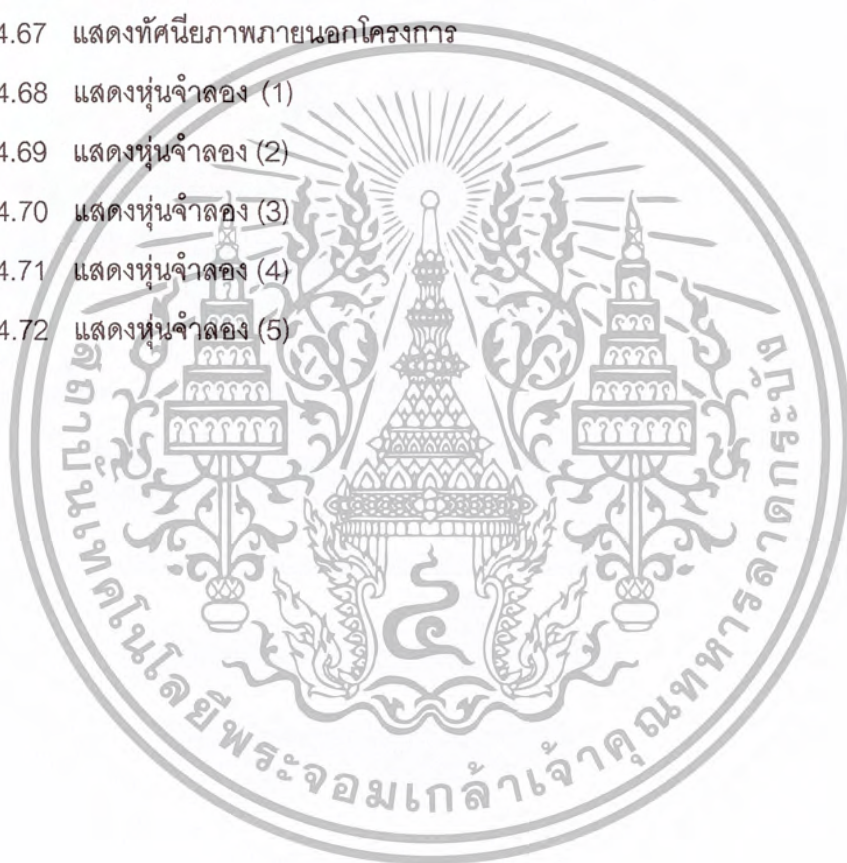 4.67 แสดงทัศนียภาพภายนอกโครงการ
4.68 แสดงหุ่นจำลอง (1)
4.69 แสดงหุ่นจำลอง (2)
4.70 แสดงหุ่นจำลอง (3)
4.71 แสดงหุ่นจำลอง (4)
4.72 แสดงหุ่นจำลอง (5)
สถาบันเทคโนโลยีพระจอมเกล้าเจ้าคุณทหารลาดกระบัง
๔